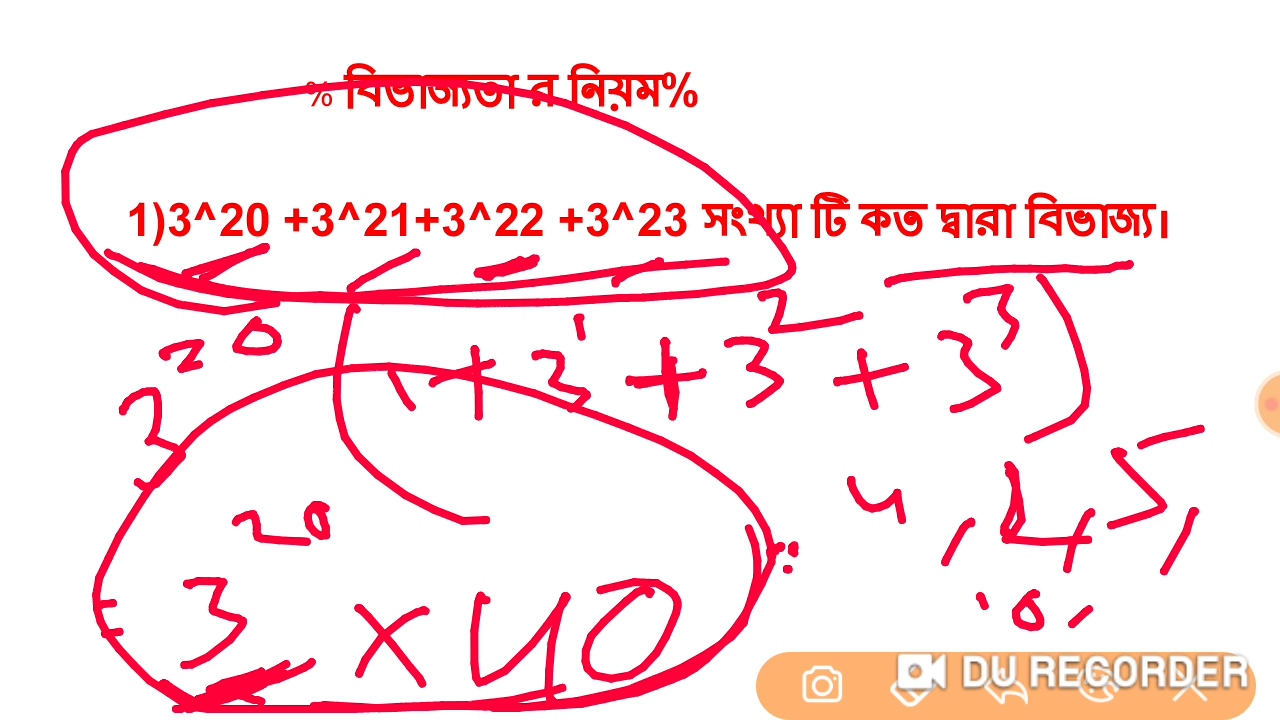 % বিভাজ্যতা র নিয়ম%
1)3^20 +3^21+3^22 +3^23 সংখ্যা টি কত দ্বারা বিভাজ্য।
3^20 (1 + 3^1 + 3^2 + 3^3)
4, 2, 5,
= 3^20 × 40
10,
DU RECORDER